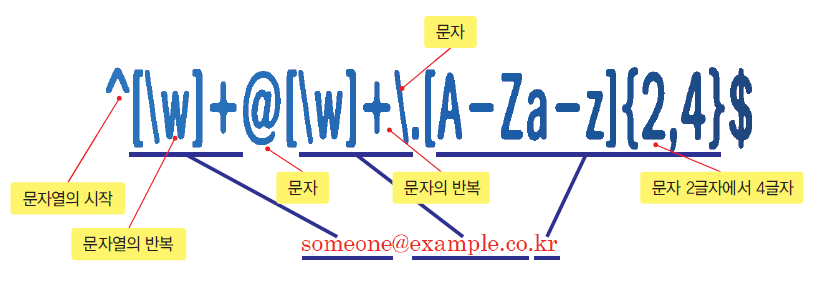 문자
^[\w]+@[\w]+\.[A-Za-z]{2,4}$
문자열의 시작
문자열의 반복
문자
문자의 반복
문자 2글자에서 4글자
someone@example.co.kr